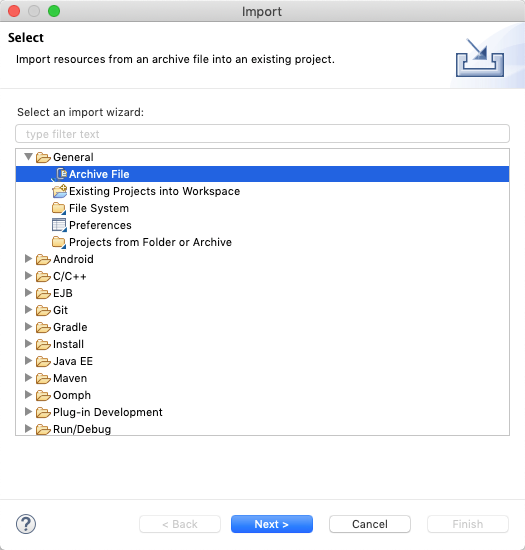 Import
Select
Import resources from an archive file into an existing project.
Select an import wizard:
type filter text
General
Archive File
Existing Projects into Workspace
File System
Preferences
Projects from Folder or Archive
Android
C/C++
EJB
Git
Gradle
Install
Java EE
Maven
Oomph
Plug-in Development
Run/Debug
? < Back Next > Cancel Finish